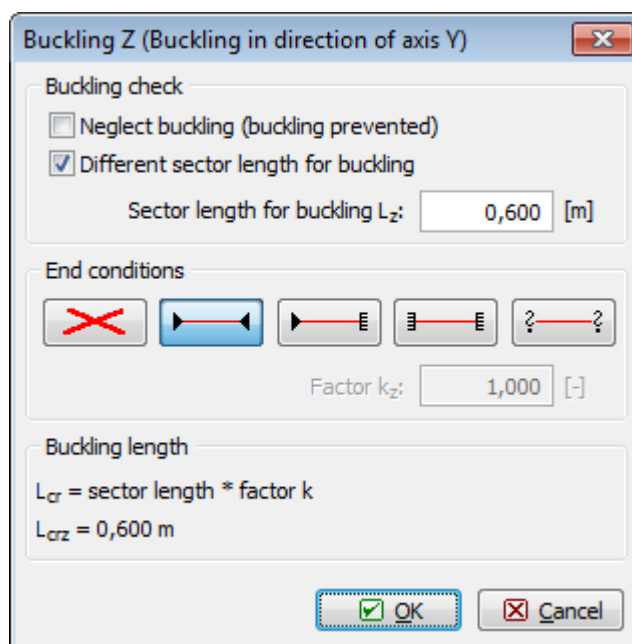 Buckling Z (Buckling in direction of axis Y)
Buckling check
Neglect buckling (buckling prevented)
Different sector length for buckling
Sector length for buckling Lz: 0,600 [m]
End conditions
? ?
Factor kz: 1,000 [-]
Buckling length
Lcr = sector length * factor k
Lcrz = 0,600 m
OK Cancel